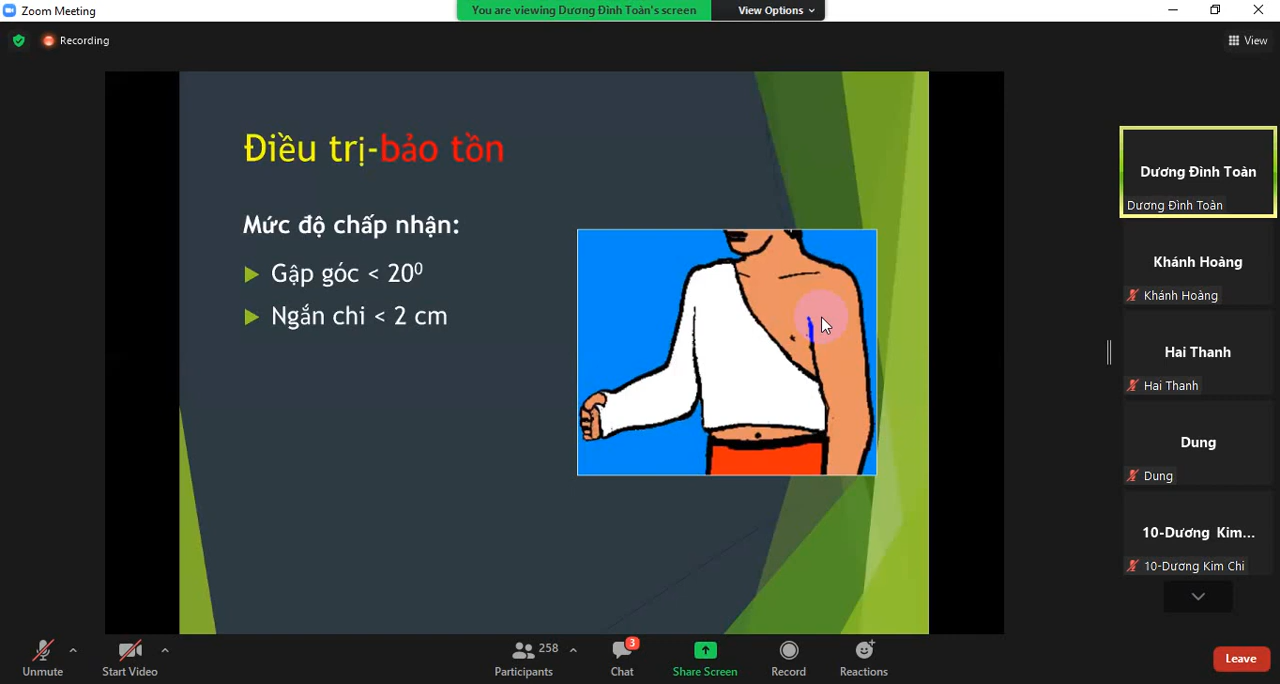 Zoom Meeting
You are viewing Dương Đình Toàn's screen
View Options
Recording
View
Điều trị-bảo tồn
Mức độ chấp nhận:
Gập góc < 20⁰
Ngắn chi < 2 cm
Dương Đình Toàn
Dương Đình Toàn
Khánh Hoàng
Khánh Hoàng
Hai Thanh
Hai Thanh
Dung
Dung
10-Dương Kim...
10-Dương Kim Chi
Unmute
Start Video
258
Participants
3
Chat
Share Screen
Record
Reactions
Leave